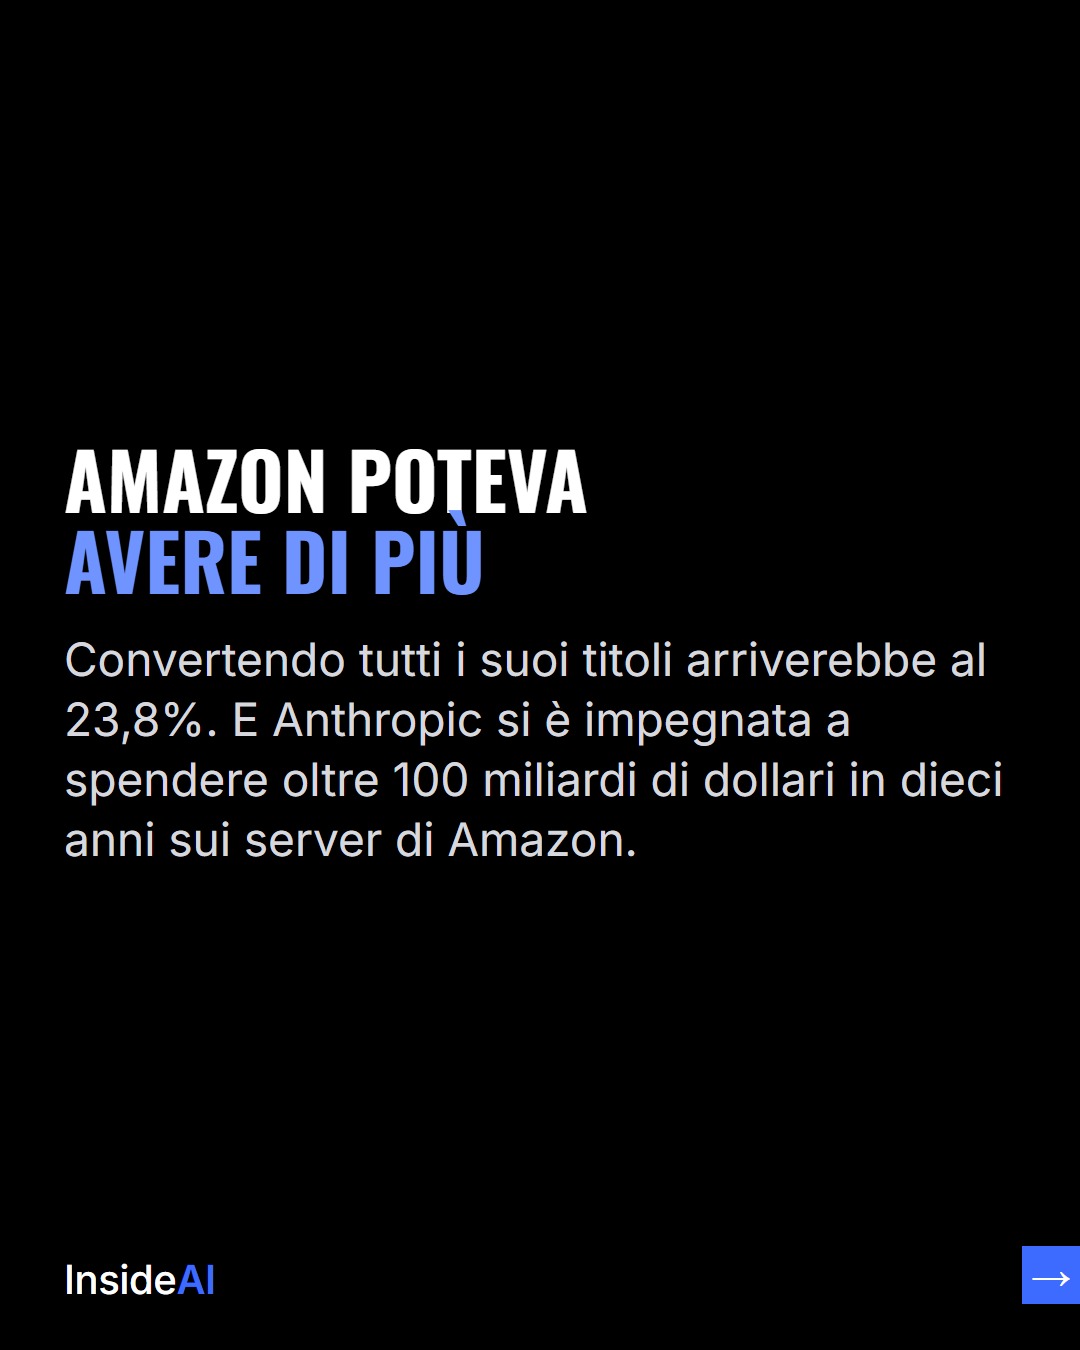 AMAZON POTEVA
AVERE DI PIÙ
Convertendo tutti i suoi titoli arriverebbe al
23,8%. E Anthropic si è impegnata a
spendere oltre 100 miliardi di dollari in dieci
anni sui server di Amazon.
InsideAI
→